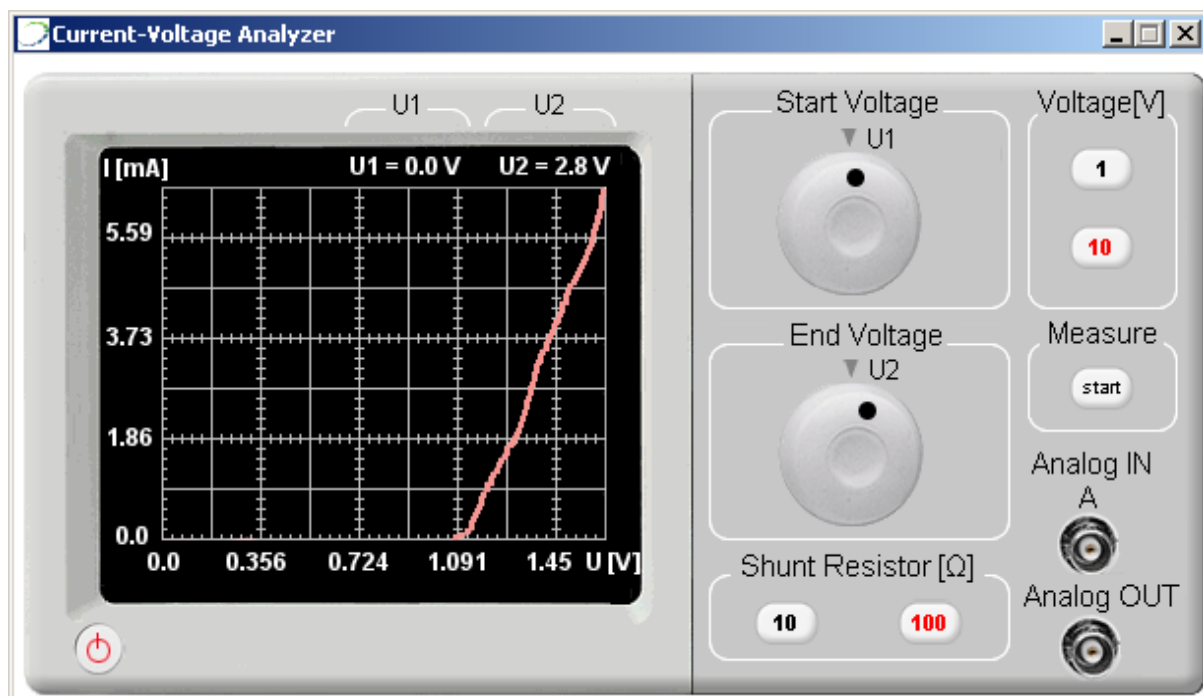 Current-Voltage Analyzer
U1 U2
I [mA] U1 = 0.0 V U2 = 2.8 V
5.59
3.73
1.86
0.0
0.0 0.356 0.724 1.091 1.45 U [V]
Start Voltage
U1
End Voltage
U2
Shunt Resistor [Ω]
10 100
Voltage[V]
1
10
Measure
start
Analog IN
A
Analog OUT